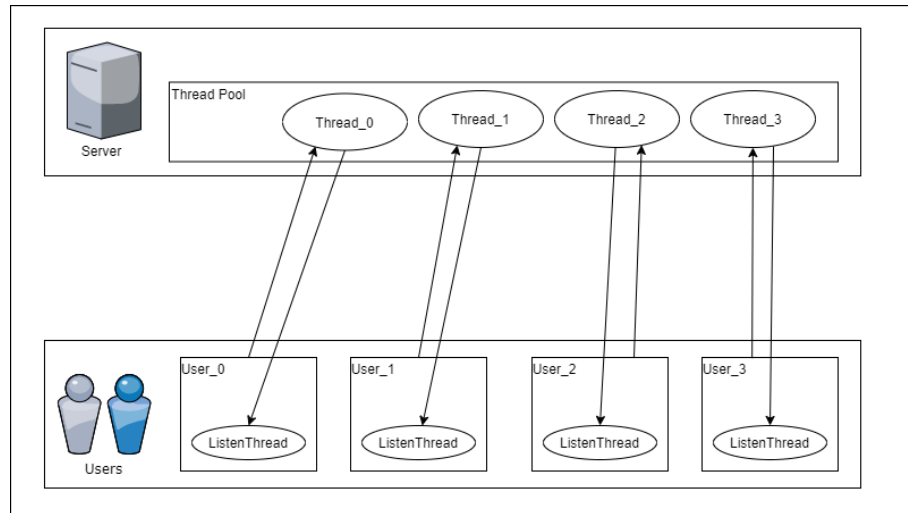 Thread Pool
Thread_0
Thread_1
Thread_2
Thread_3
Server
User_0
User_1
User_2
User_3
ListenThread
ListenThread
ListenThread
ListenThread
Users